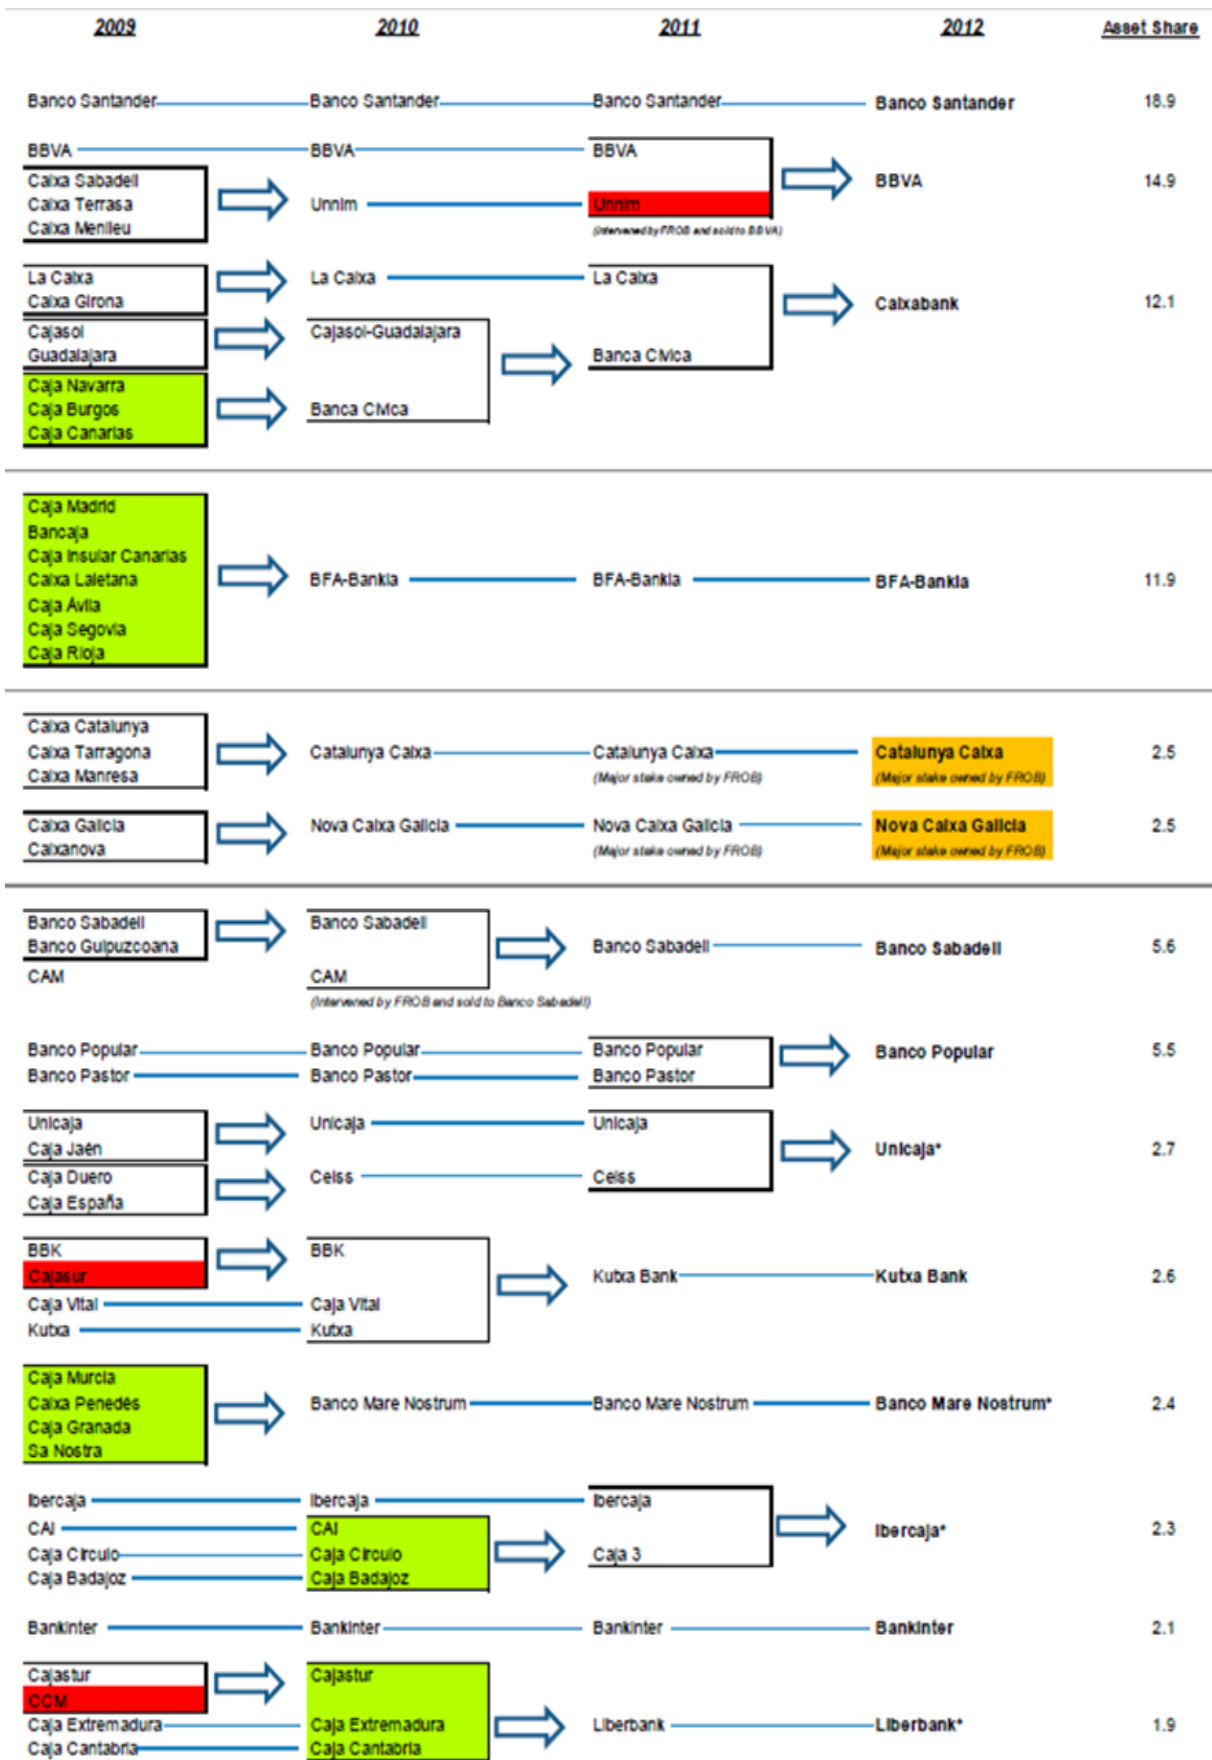 2009 2010 2011 2012 Asset Share
Banco Santander Banco Santander Banco Santander Banco Santander 18.9
BBVA BBVA BBVA
Caixa Sabadell
BBVA 14.9
Caixa Terrasa Unnim Unnim
Caixa Menlleu
(Intervened by FROB and sold to BBVA)
La Caixa La Caixa La Caixa
Caixa Girona
Caixabank 12.1
Cajasol Cajasol-Guadalajara
Guadalajara Banca Civica
Caja Navarra
Caja Burgos Banca Civica
Caja Canarias
Caja Madrid
Bancaja
Caja Insular Canarias
Caixa Laietana BFA-Bankia BFA-Bankia BFA-Bankia 11.9
Caja Ávila
Caja Segovia
Caja Rioja
Caixa Catalunya
Caixa Tarragona Catalunya Caixa Catalunya Caixa Catalunya Caixa 2.5
Caixa Manresa (Major stake owned by FROB) (Major stake owned by FROB)
Caixa Galicia Nova Caixa Galicia Nova Caixa Galicia Nova Caixa Galicia 2.5
Caixanova (Major stake owned by FROB) (Major stake owned by FROB)
Banco Sabadell Banco Sabadell
Banco Guipuzcoana Banco Sabadell Banco Sabadell 5.6
CAM CAM
(Intervened by FROB and sold to Banco Sabadell)
Banco Popular Banco Popular Banco Popular Banco Popular 5.5
Banco Pastor Banco Pastor Banco Pastor
Unicaja Unicaja Unicaja
Caja Jaén Unicaja* 2.7
Caja Duero Ceiss Ceiss
Caja España
BBK BBK
Cajasur Kutxa Bank Kutxa Bank 2.6
Caja Vital Caja Vital
Kutxa Kutxa
Caja Murcia
Caixa Penedés Banco Mare Nostrum Banco Mare Nostrum Banco Mare Nostrum* 2.4
Caja Granada
Sa Nostra
Ibercaja Ibercaja Ibercaja
CAI CAI Ibercaja* 2.3
Caja Círculo Caja Círculo Caja 3
Caja Badajoz Caja Badajoz
Bankinter Bankinter Bankinter Bankinter 2.1
Cajastur Cajastur
CCM
Caja Extremadura Caja Extremadura Liberbank Liberbank* 1.9
Caja Cantabria Caja Cantabria